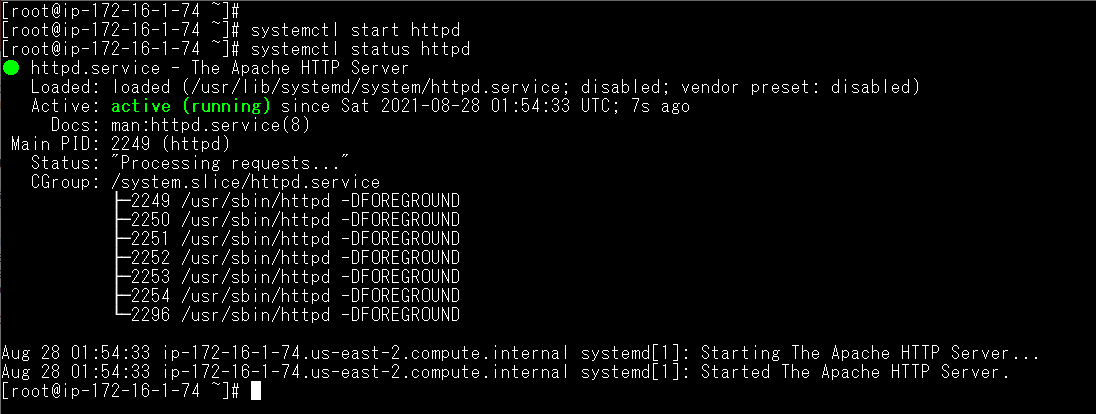 [root@ip-172-16-1-74 ~]#
[root@ip-172-16-1-74 ~]# systemctl start httpd
[root@ip-172-16-1-74 ~]# systemctl status httpd
● httpd.service - The Apache HTTP Server
   Loaded: loaded (/usr/lib/systemd/system/httpd.service; disabled; vendor preset: disabled)
   Active: active (running) since Sat 2021-08-28 01:54:33 UTC; 7s ago
     Docs: man:httpd.service(8)
 Main PID: 2249 (httpd)
   Status: "Processing requests..."
   CGroup: /system.slice/httpd.service
           ├─2249 /usr/sbin/httpd -DFOREGROUND
           ├─2250 /usr/sbin/httpd -DFOREGROUND
           ├─2251 /usr/sbin/httpd -DFOREGROUND
           ├─2252 /usr/sbin/httpd -DFOREGROUND
           ├─2253 /usr/sbin/httpd -DFOREGROUND
           ├─2254 /usr/sbin/httpd -DFOREGROUND
           └─2296 /usr/sbin/httpd -DFOREGROUND

Aug 28 01:54:33 ip-172-16-1-74.us-east-2.compute.internal systemd[1]: Starting The Apache HTTP Server...
Aug 28 01:54:33 ip-172-16-1-74.us-east-2.compute.internal systemd[1]: Started The Apache HTTP Server.
[root@ip-172-16-1-74 ~]#